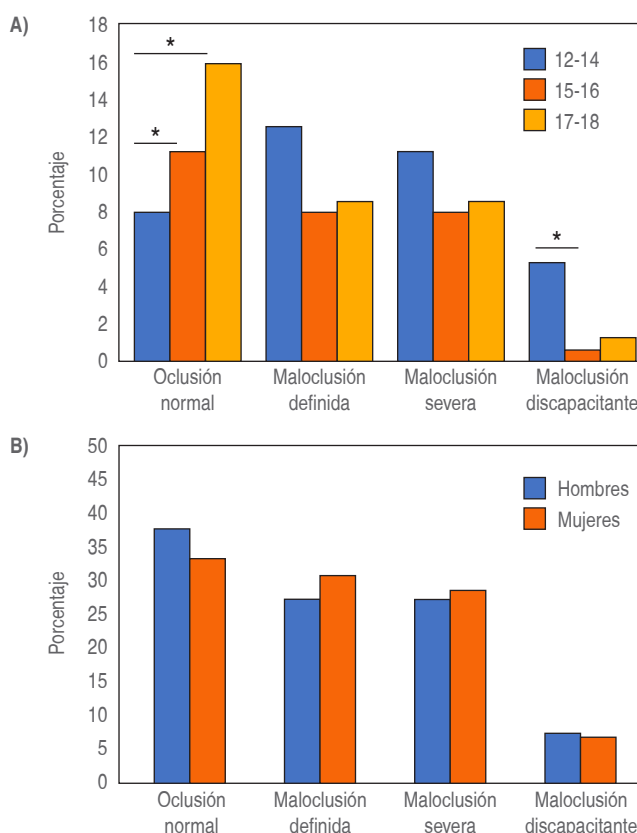 A)
18
16
14
12
12
8
6
4
2
0
Porcentaje
12-14
15-16
17-18
*
*
*
Oclusión normal
Maloclusión definida
Maloclusión severa
Maloclusión discapacitante
B)
50
45
40
35
30
25
20
15
10
5
0
Porcentaje
Hombres
Mujeres
Oclusión normal
Maloclusión definida
Maloclusión severa
Maloclusión discapacitante